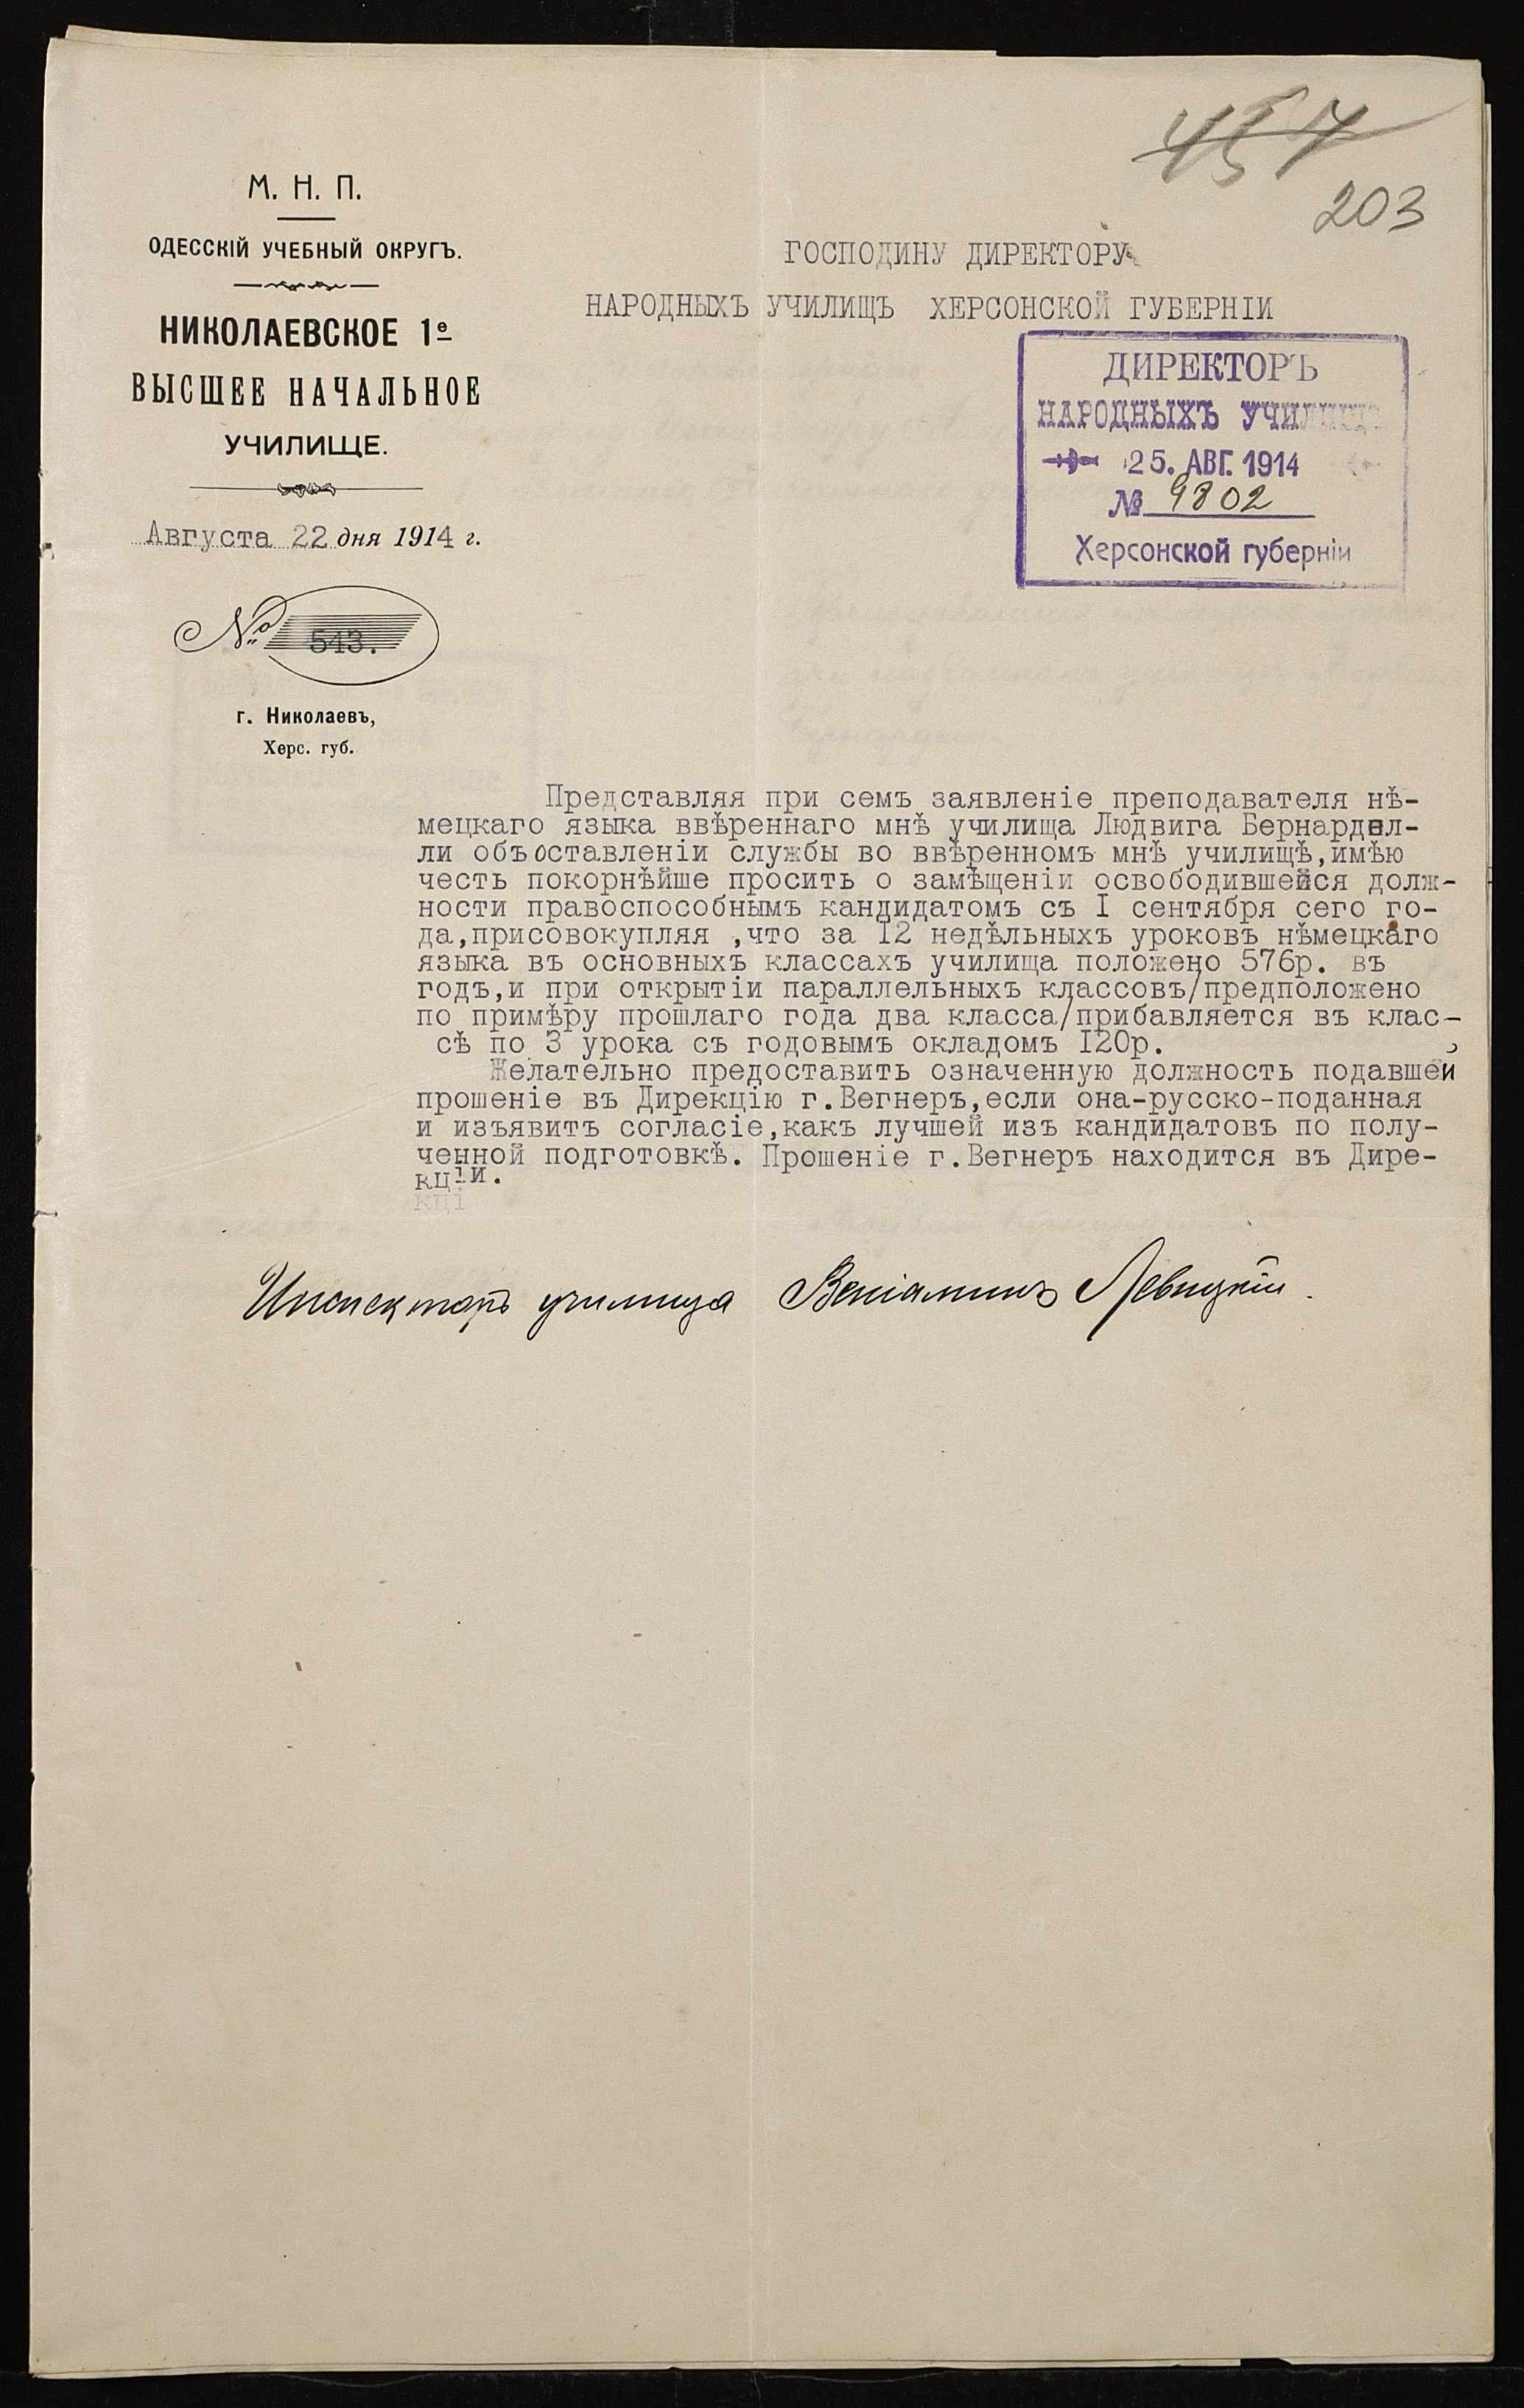 457
203
М. Н. П.
ОДЕССКІЙ УЧЕБНЫЙ ОКРУГЪ.
НИКОЛАЕВСКОЕ 1е
ВЫСШЕЕ НАЧАЛЬНОЕ
УЧИЛИЩЕ.
Августа 22 дня 1914 г.
№ 543.
г. Николаевъ,
Херс. губ.
ГОСПОДИНУ ДИРЕКТОРУ
НАРОДНЫХЪ УЧИЛИЩЪ ХЕРСОНСКОЙ ГУБЕРНІИ
ДИРЕКТОРЪ
НАРОДНЫХЪ УЧИЛИЩЪ
25. АВГ. 1914
№ 9802
Херсонской губерніи
Представляя при семъ заявленіе преподавателя нѣ-
мецкаго языка ввѣреннаго мнѣ училища Людвига Бернардел-
ли объ оставленіи службы во ввѣренномъ мнѣ училищѣ,имѣю
честь покорнѣйше просить о замѣщеніи освободившейся долж-
ности правоспособнымъ кандидатомъ съ I сентября сего го-
да,присовокупляя ,что за I2 недѣльныхъ уроковъ нѣмецкаго
языка въ основныхъ классахъ училища положено 576р. въ
годъ,и при открытіи параллельныхъ классовъ/предположено
по примѣру прошлаго года два класса/прибавляется въ клас-
сѣ по 3 урока съ годовымъ окладомъ I20р.
Желательно предоставить означенную должность подавшей
прошеніе въ Дирекцію г.Вегнеръ,если она-русско-поданная
и изъявитъ согласіе,какъ лучшей изъ кандидатовъ по полу-
ченной подготовкѣ. Прошеніе г.Вегнеръ находится въ Дире-
кціи.
кці
Инспекторъ училища Веніаминъ Левицкій.